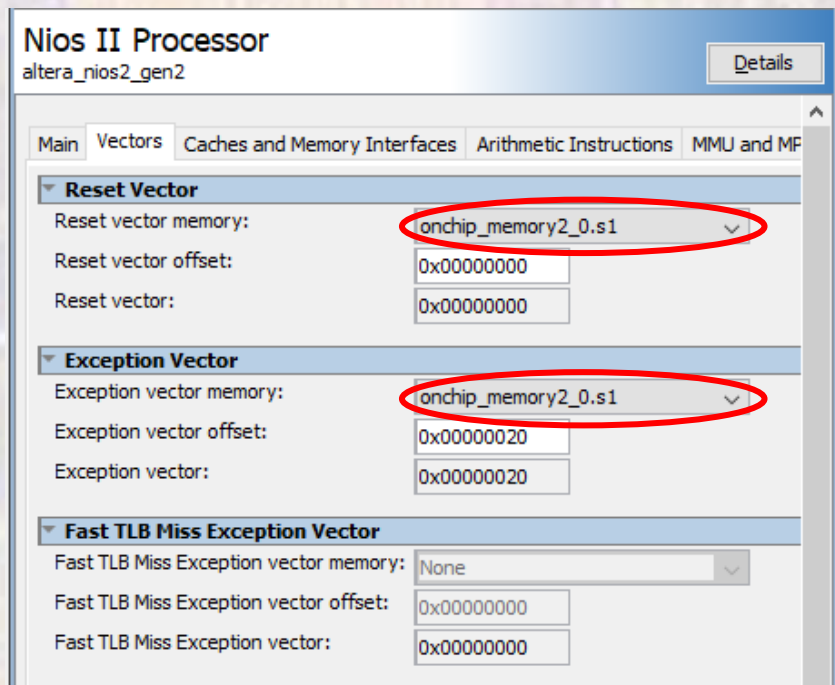 Nios II Processor
altera_nios2_gen2
Details
Main Vectors Caches and Memory Interfaces Arithmetic Instructions MMU and MP
Reset Vector
Reset vector memory: onchip_memory2_0.s1
Reset vector offset: 0x00000000
Reset vector: 0x00000000
Exception Vector
Exception vector memory: onchip_memory2_0.s1
Exception vector offset: 0x00000020
Exception vector: 0x00000020
Fast TLB Miss Exception Vector
Fast TLB Miss Exception vector memory: None
Fast TLB Miss Exception vector offset: 0x00000000
Fast TLB Miss Exception vector: 0x00000000